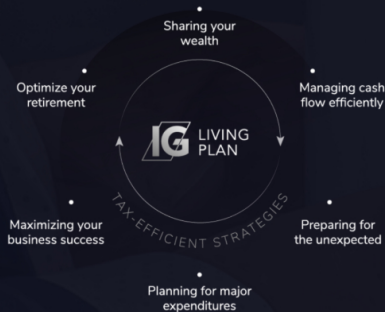 Sharing your
wealth
Optimize your
retirement
Managing cash
flow efficiently
IG LIVING
PLAN
TAX-EFFICIENT STRATEGIES
Maximizing your
business success
Preparing for
the unexpected
Planning for major
expenditures